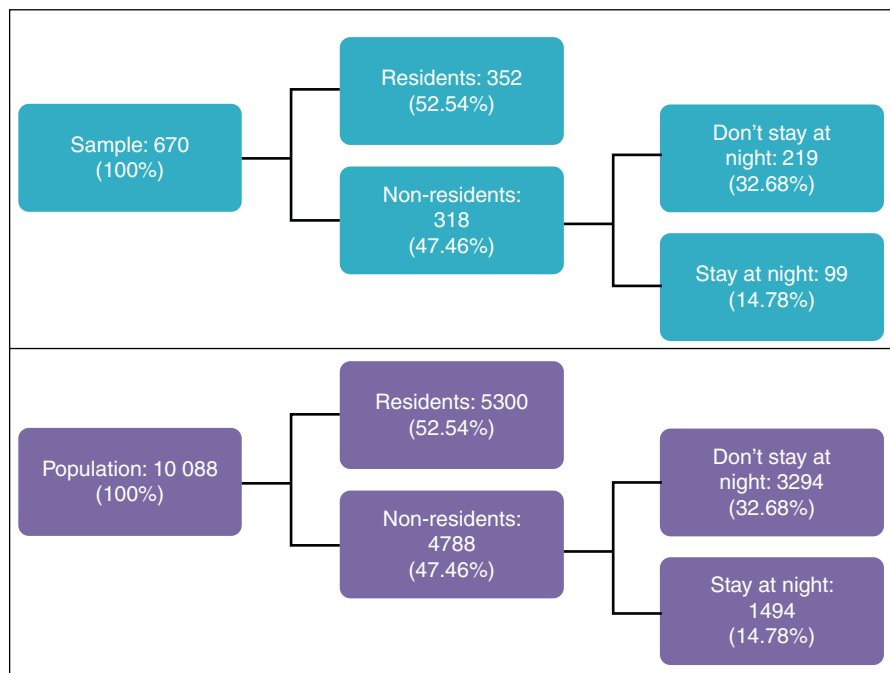 Sample: 670
(100%)
Residents: 352
(52.54%)
Non-residents:
318
(47.46%)
Don't stay at
night: 219
(32.68%)
Stay at night: 99
(14.78%)
Population: 10 088
(100%)
Residents: 5300
(52.54%)
Non-residents:
4788
(47.46%)
Don't stay at
night: 3294
(32.68%)
Stay at night:
1494
(14.78%)